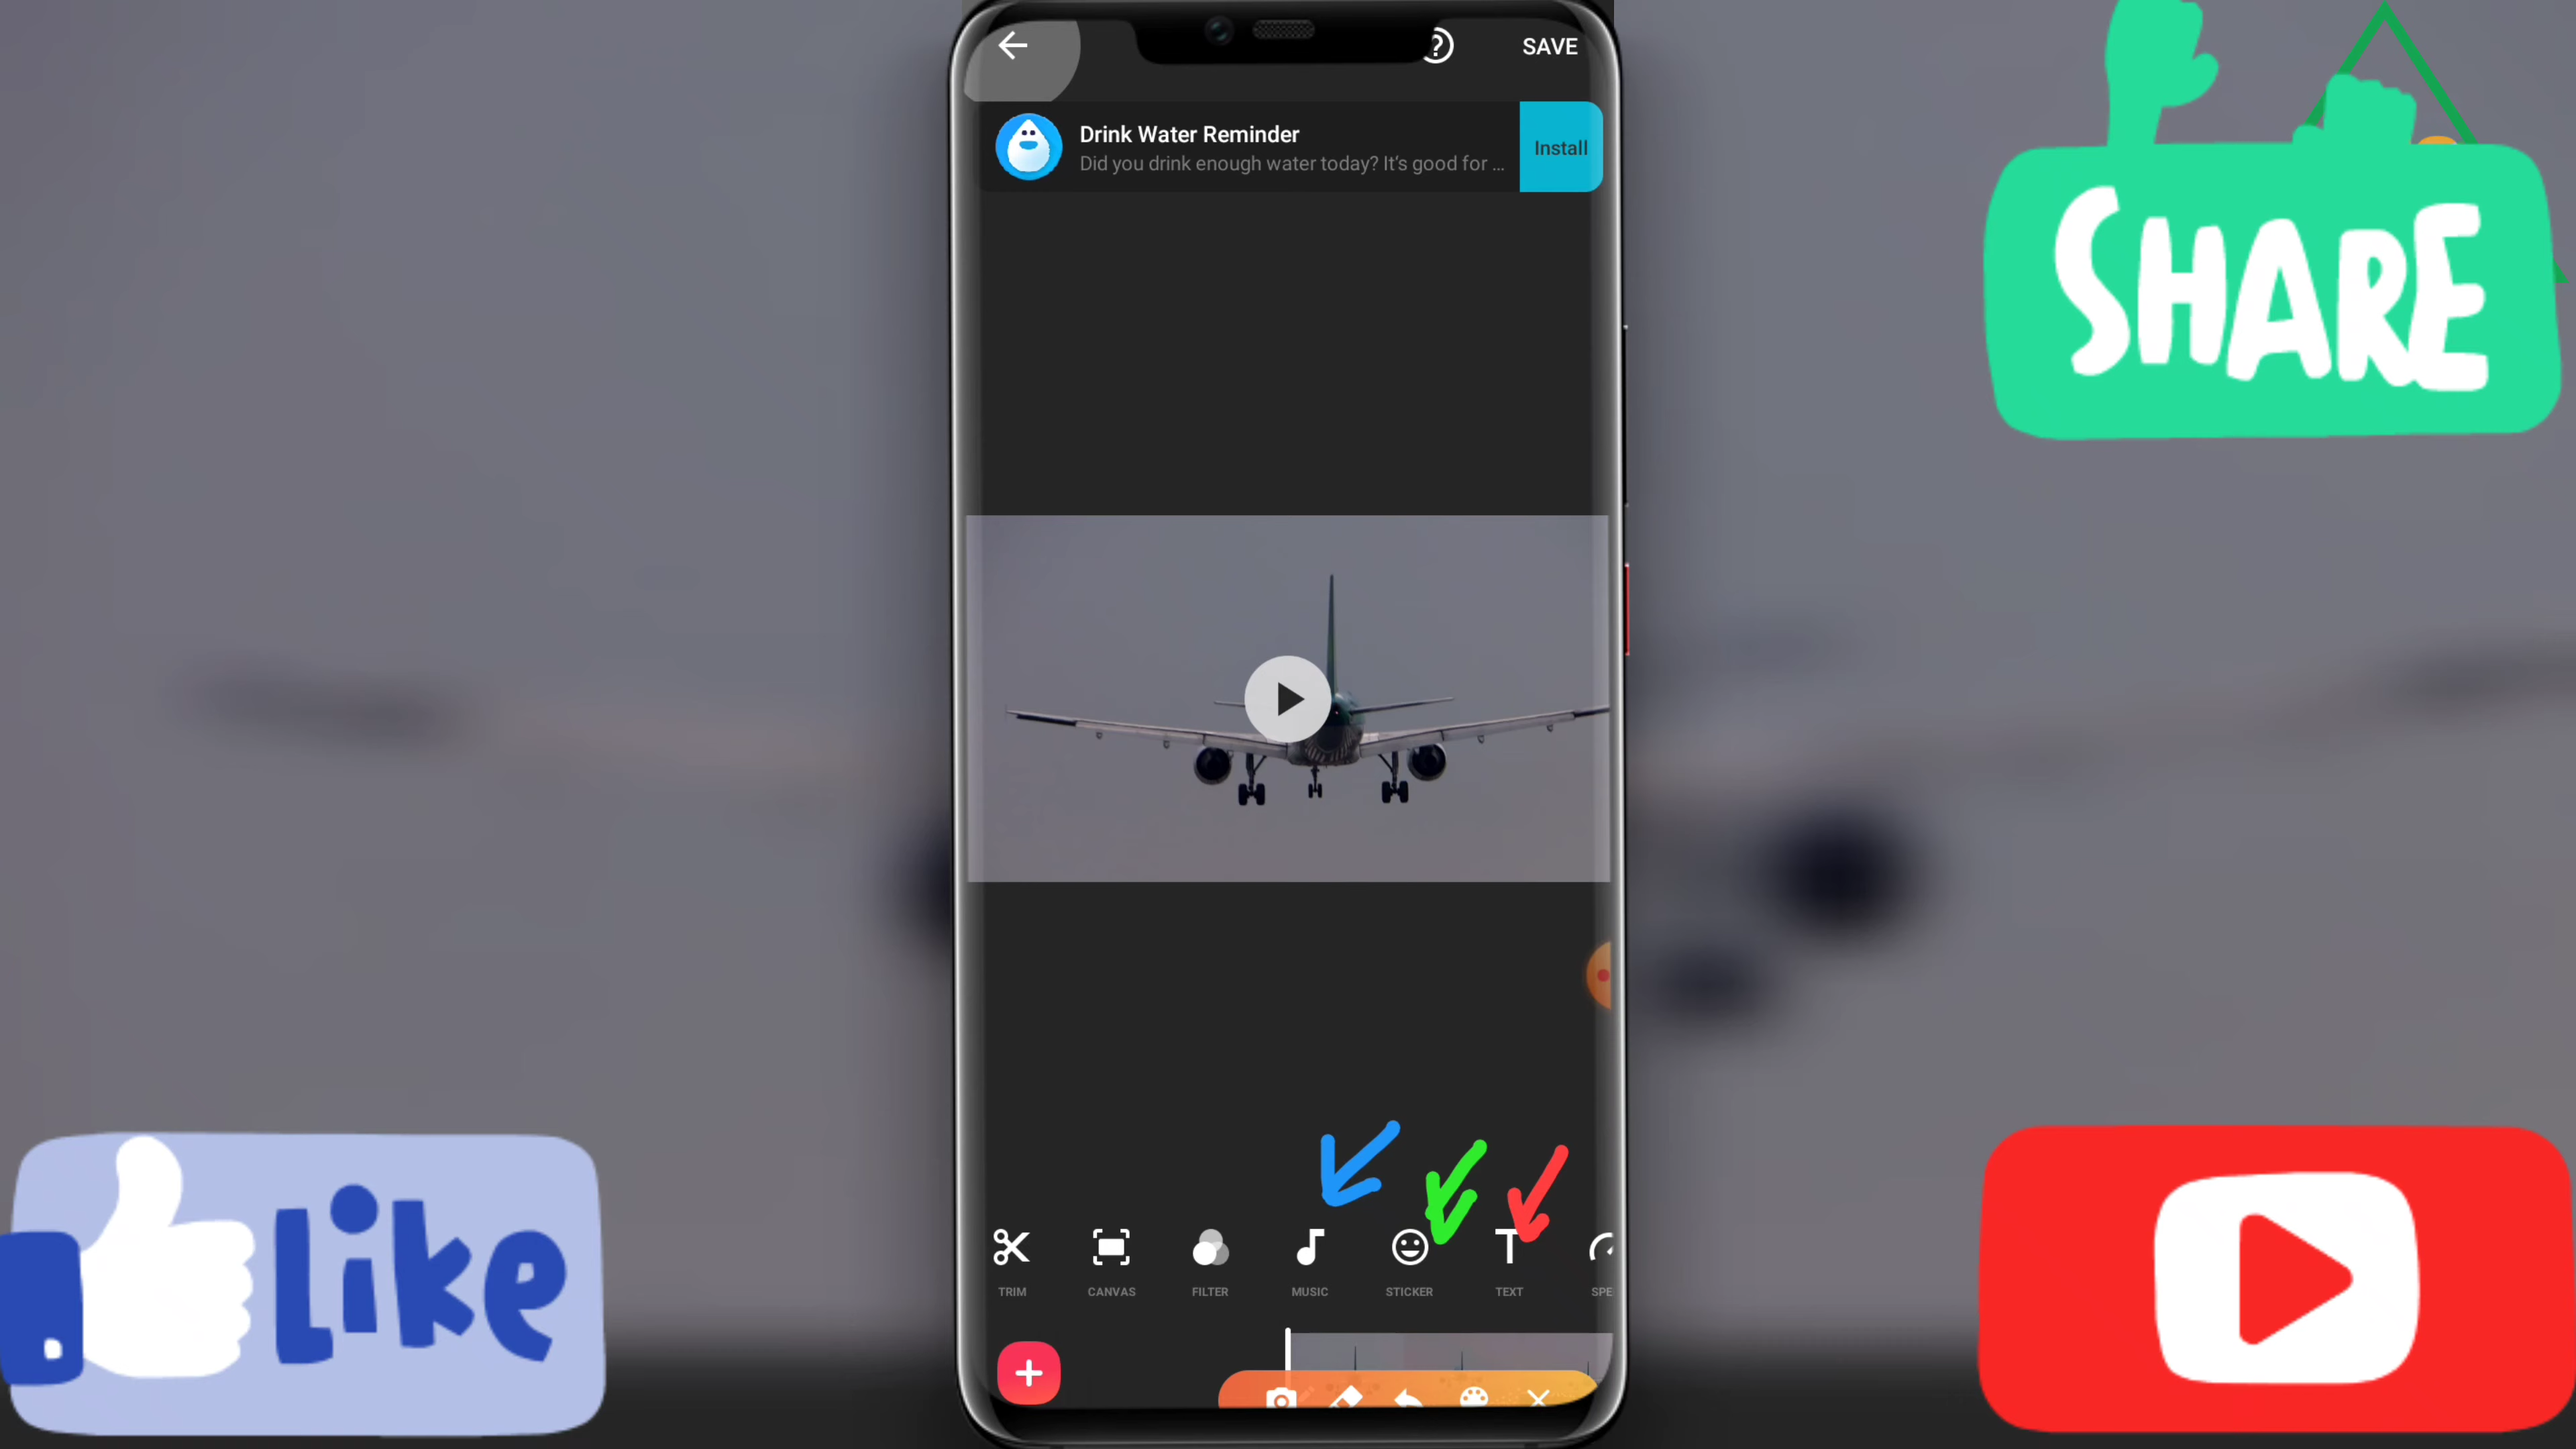 SAVE
Drink Water Reminder
Did you drink enough water today? It's good for ...
Install
SHARE
like
TRIM
CANVAS
FILTER
MUSIC
STICKER
TEXT
SPE